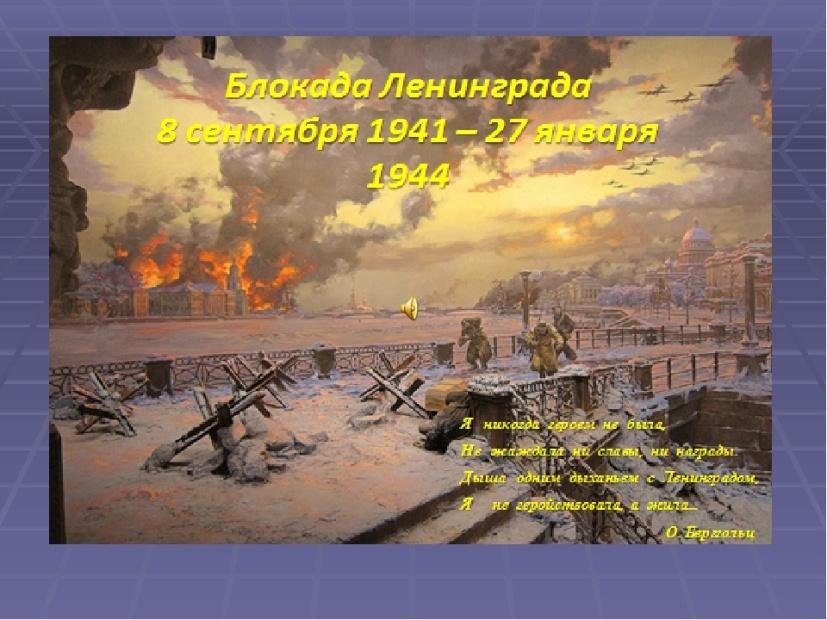 Блокада Ленинграда
8 сентября 1941 – 27 января
1944
Я никогда героем не была,
Не жаждала ни славы, ни награды.
Дыша одним дыханьем с Ленинградом,
Я не геройствовала, а жила...
О. Берггольц